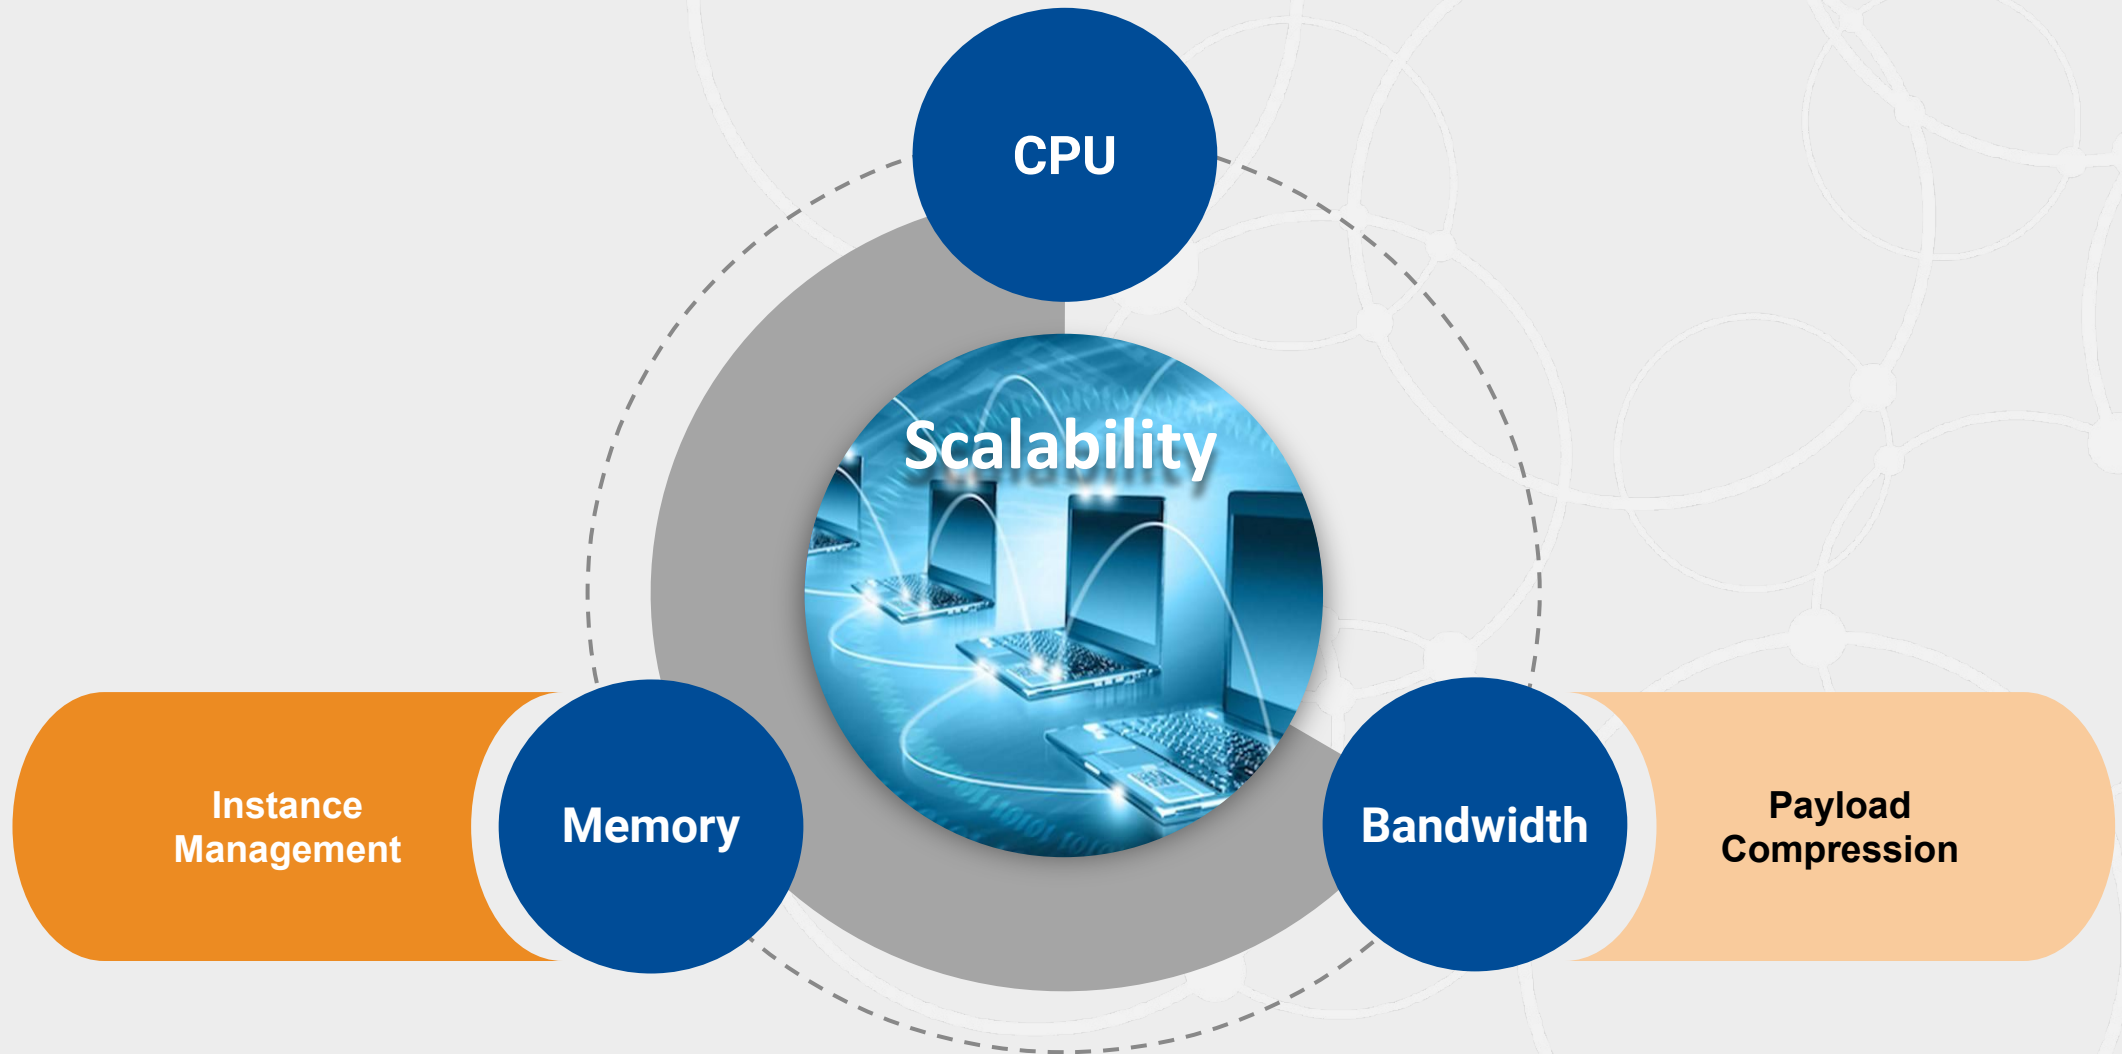 CPU
Scalability
Instance
Management
Memory
Bandwidth
Payload
Compression